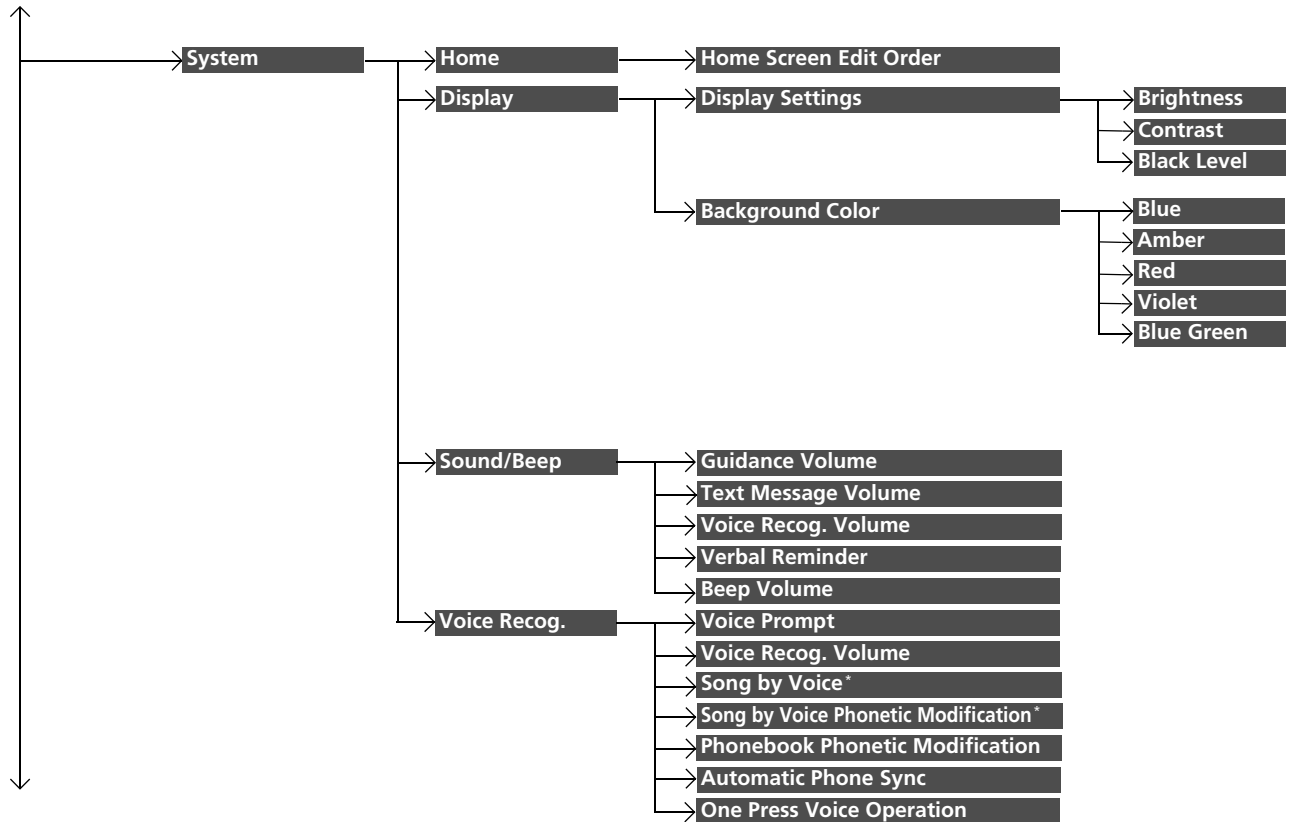 System
Home
Home Screen Edit Order
Display
Display Settings
Brightness
Contrast
Black Level
Background Color
Blue
Amber
Red
Violet
Blue Green
Sound/Beep
Guidance Volume
Text Message Volume
Voice Recog. Volume
Verbal Reminder
Beep Volume
Voice Recog.
Voice Prompt
Voice Recog. Volume
Song by Voice*
Song by Voice Phonetic Modification*
Phonebook Phonetic Modification
Automatic Phone Sync
One Press Voice Operation